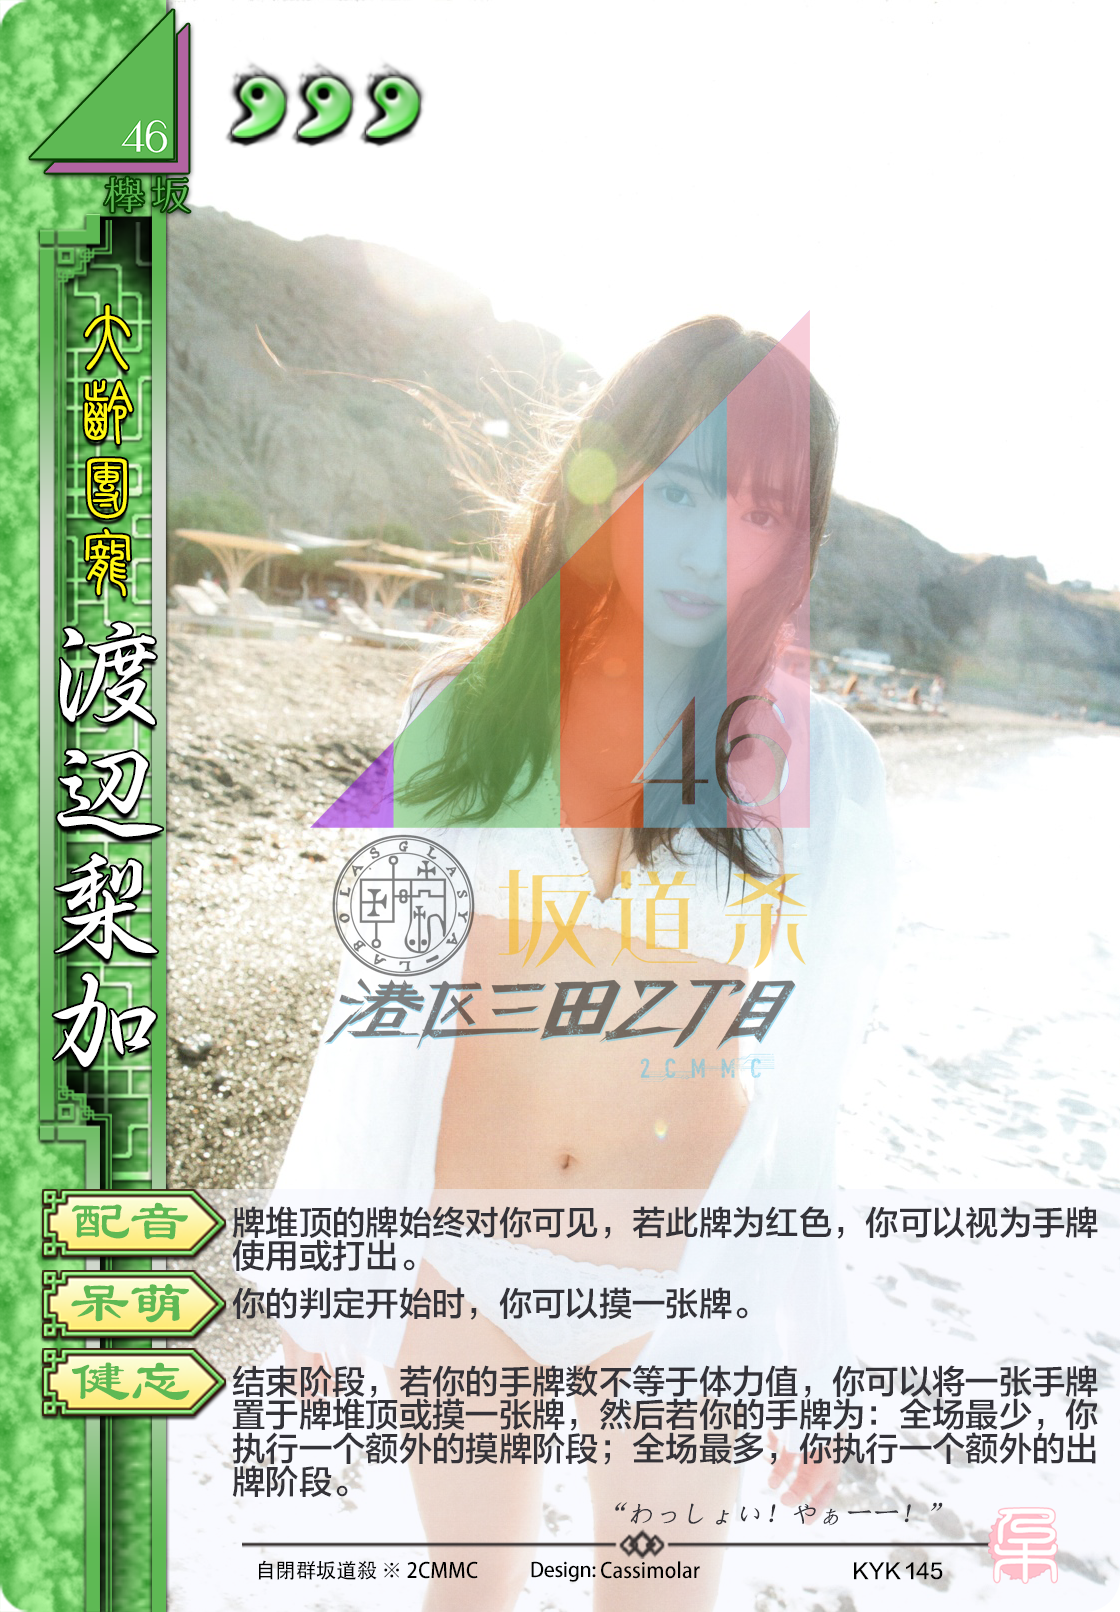 46
欅坂
大齡團寵
渡辺梨加
46
GLASYA-LABOLAS
坂道杀
港区三田2丁目
2CMMC
配音
牌堆顶的牌始终对你可见，若此牌为红色，你可以视为手牌
使用或打出。
呆萌
你的判定开始时，你可以摸一张牌。
健忘
结束阶段，若你的手牌数不等于体力值，你可以将一张手牌
置于牌堆顶或摸一张牌，然后若你的手牌为：全场最少，你
执行一个额外的摸牌阶段；全场最多，你执行一个额外的出
牌阶段。
“わっしょい！やぁーー！”
自閉群坂道殺 ※ 2CMMC
Design: Cassimolar
KYK 145